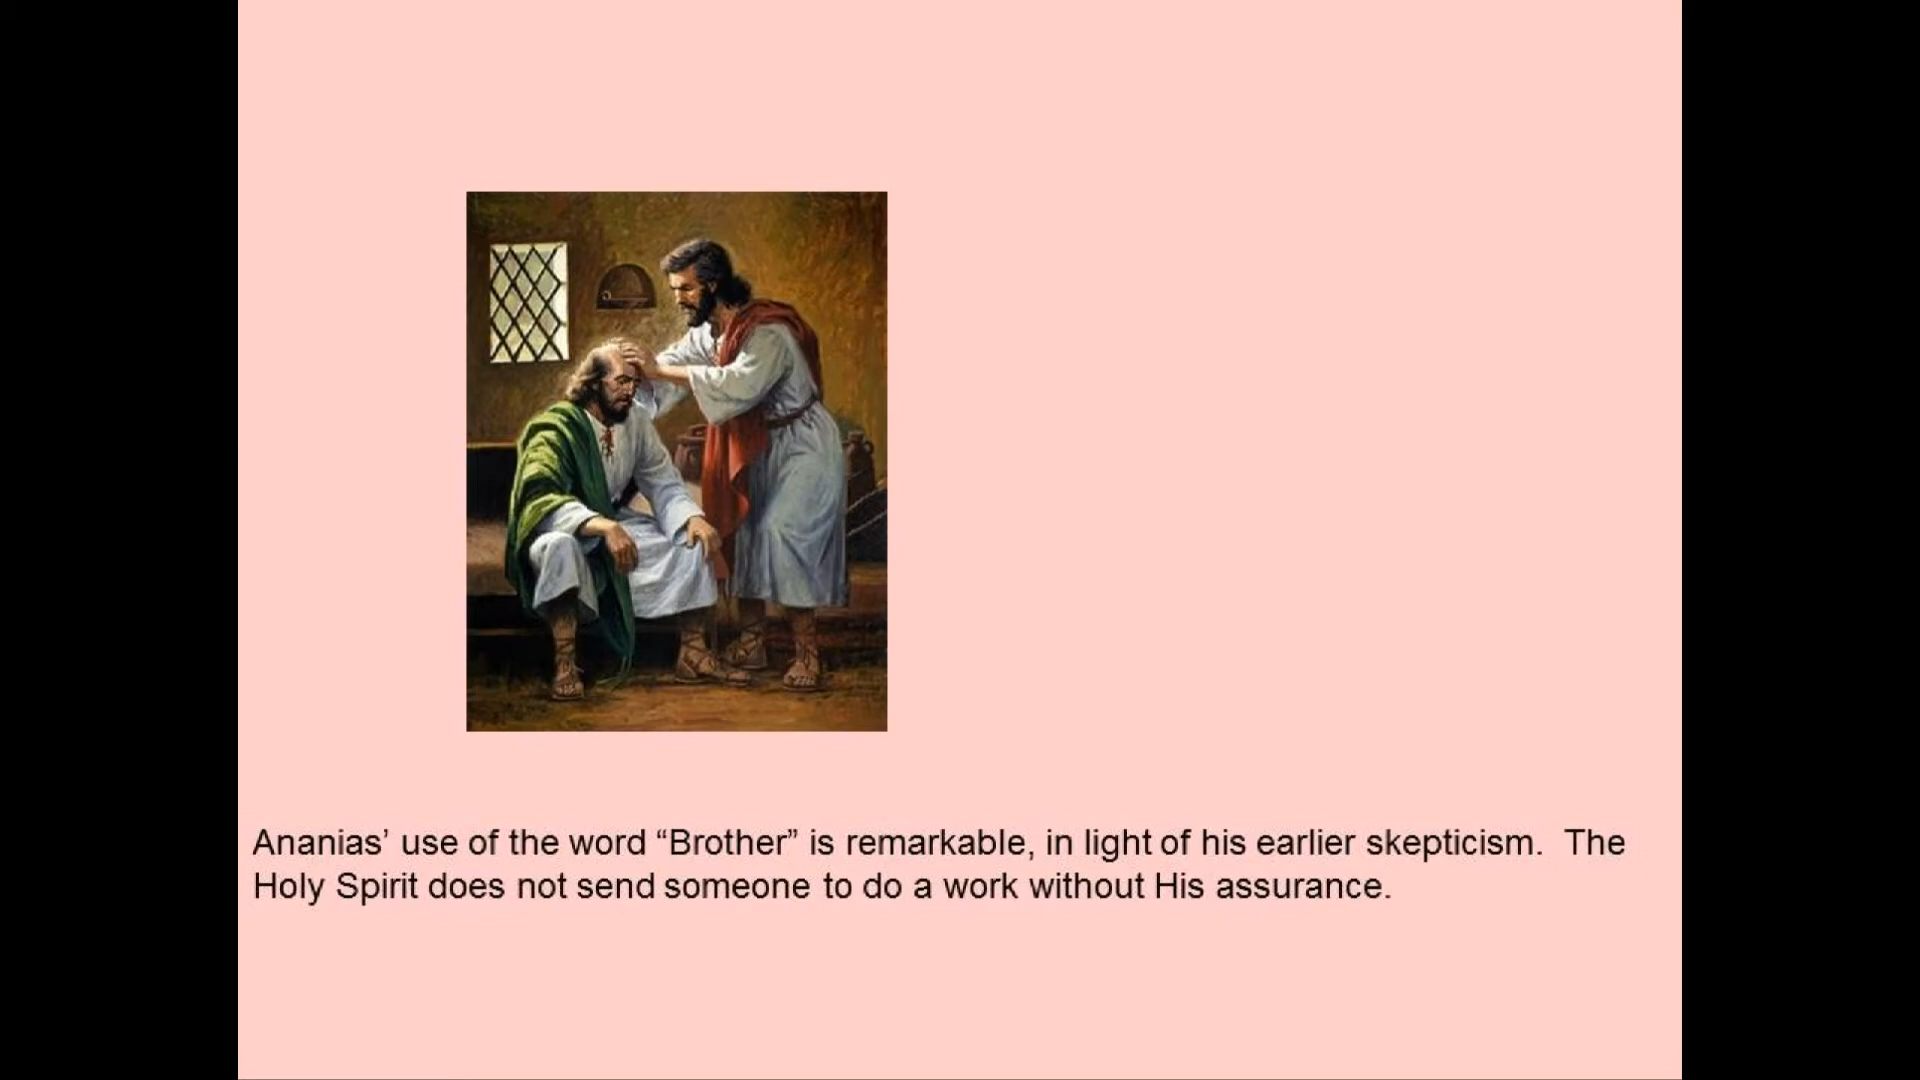 Ananias’ use of the word “Brother” is remarkable, in light of his earlier skepticism.  The
Holy Spirit does not send someone to do a work without His assurance.